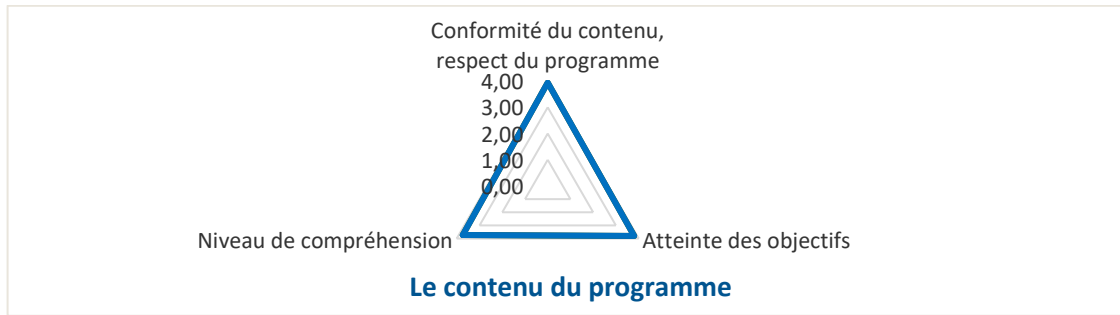 Conformité du contenu,
respect du programme
4,00
3,00
2,00
1,00
0,00
Niveau de compréhension
Atteinte des objectifs
Le contenu du programme